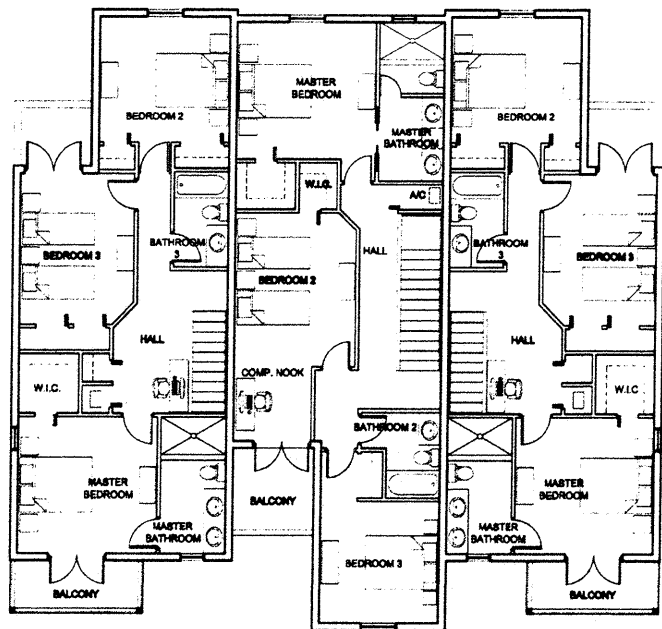 BEDROOM 2
BEDROOM 3
BATHROOM
3
HALL
W.I.C.
MASTER
BEDROOM
MASTER
BATHROOM
BALCONY
MASTER
BEDROOM
MASTER
BATHROOM
W.I.C.
A/C
HALL
BEDROOM 2
COMP. NOOK
BATHROOM 2
BALCONY
BEDROOM 3
BEDROOM 2
BATHROOM
3
BEDROOM 3
HALL
W.I.C
MASTER
BEDROOM
MASTER
BATHROOM
BALCONY